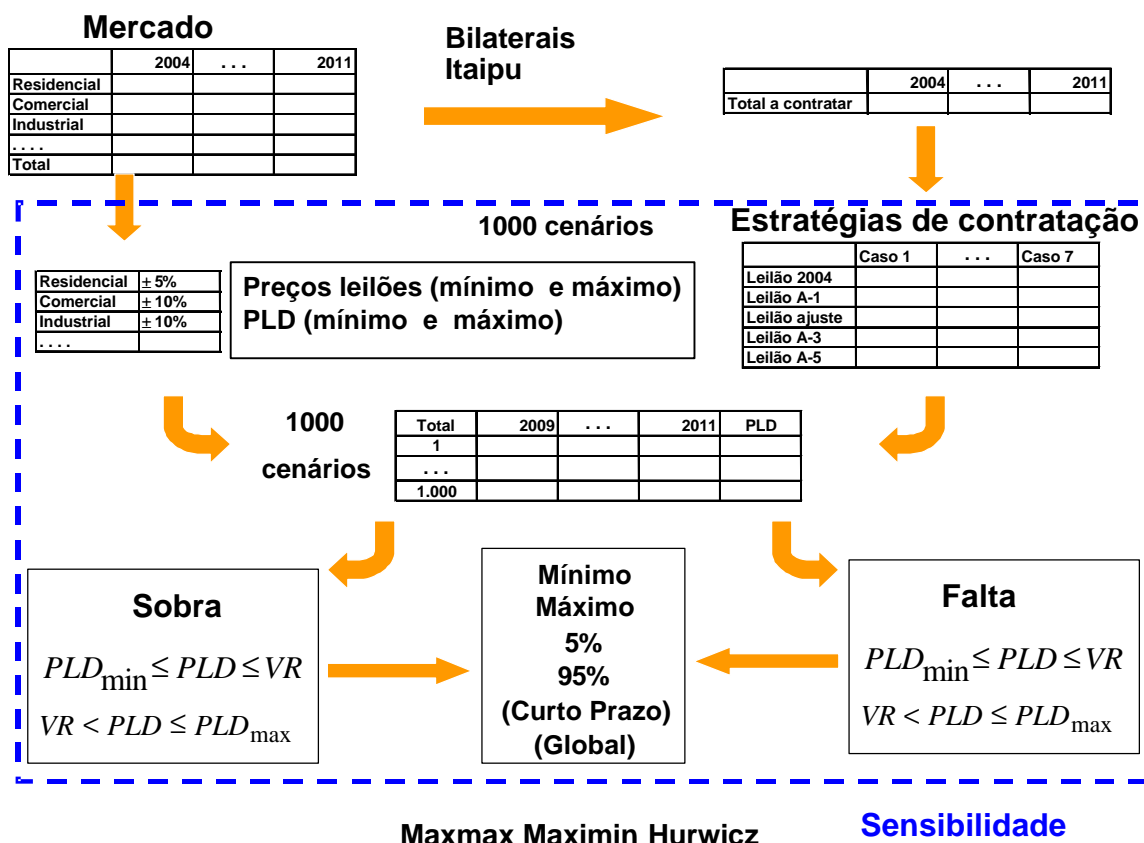 Mercado
2004 . . . 2011
Residencial
Comercial
Industrial
. . . .
Total
Bilaterais
Itaipu
2004 . . . 2011
Total a contratar
1000 cenários
Estratégias de contratação
Caso 1 . . . Caso 7
Leilão 2004
Leilão A-1
Leilão ajuste
Leilão A-3
Leilão A-5
Residencial ± 5%
Comercial ± 10%
Industrial ± 10%
. . . .
Preços leilões (mínimo e máximo)
PLD (mínimo e máximo)
1000
cenários
Total 2009 . . . 2011 PLD
1
. . .
1.000
Sobra
PLDmin ≤ PLD ≤ VR
VR < PLD ≤ PLDmax
Mínimo
Máximo
5%
95%
(Curto Prazo)
(Global)
Falta
PLDmin ≤ PLD ≤ VR
VR < PLD ≤ PLDmax
Maxmax Maximin Hurwicz
Sensibilidade